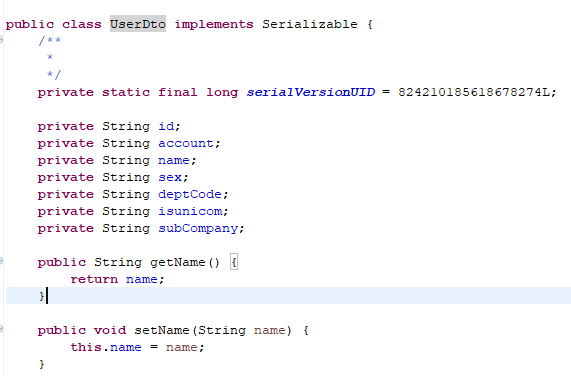 public class UserDto implements Serializable {
/**
*
*/
private static final long serialVersionUID = 824210185618678274L;
private String id;
private String account;
private String name;
private String sex;
private String deptCode;
private String isunicom;
private String subCompany;
public String getName() {
return name;
}
public void setName(String name) {
this.name = name;
}